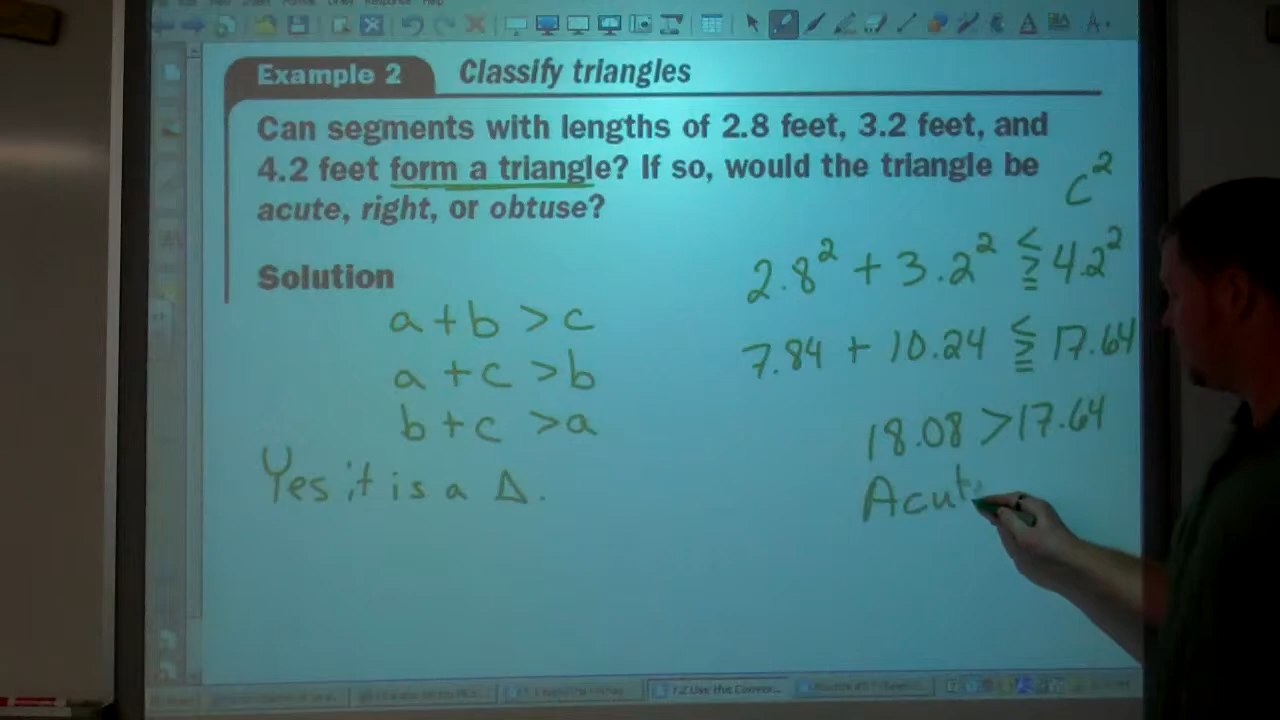 Example 2 Classify triangles
Can segments with lengths of 2.8 feet, 3.2 feet, and
4.2 feet form a triangle? If so, would the triangle be
acute, right, or obtuse?
c²
Solution
a + b > c
a + c > b
b + c > a
Yes it is a Δ.
2.8² + 3.2² < > = 4.2²
7.84 + 10.24 < > = 17.64
18.08 > 17.64
Acut